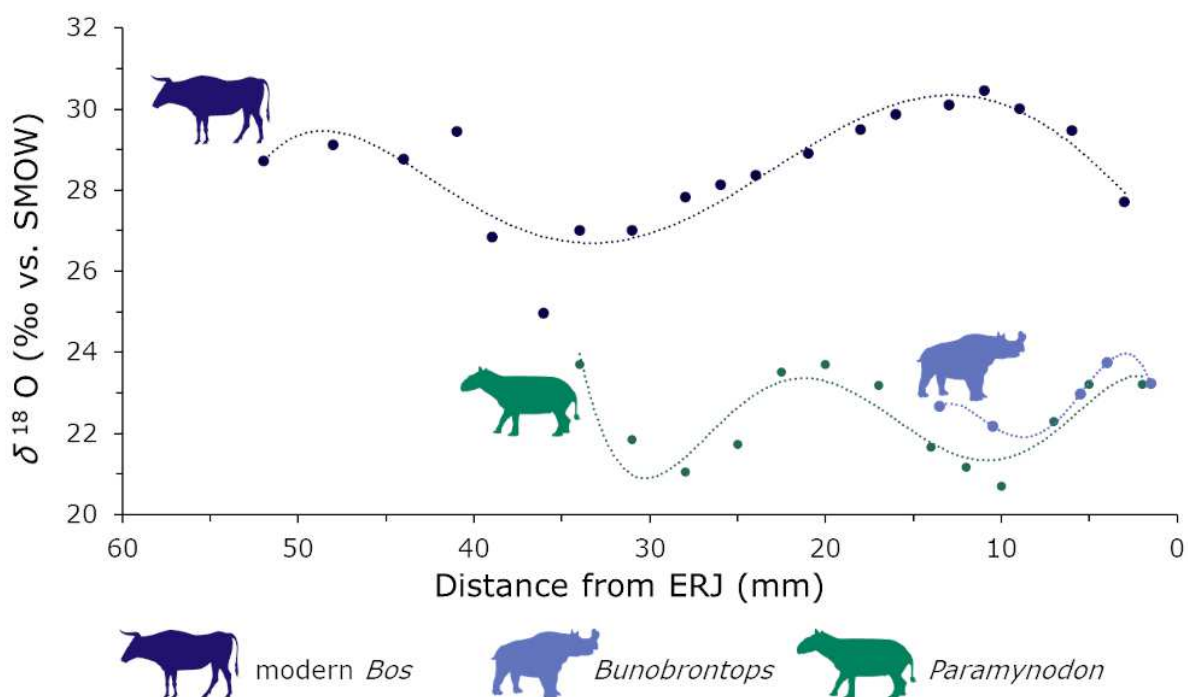 32
30
28
26
24
22
20
δ 18 O (‰ vs. SMOW)
60 50 40 30 20 10 0
Distance from ERJ (mm)
modern Bos Bunobrontops Paramynodon